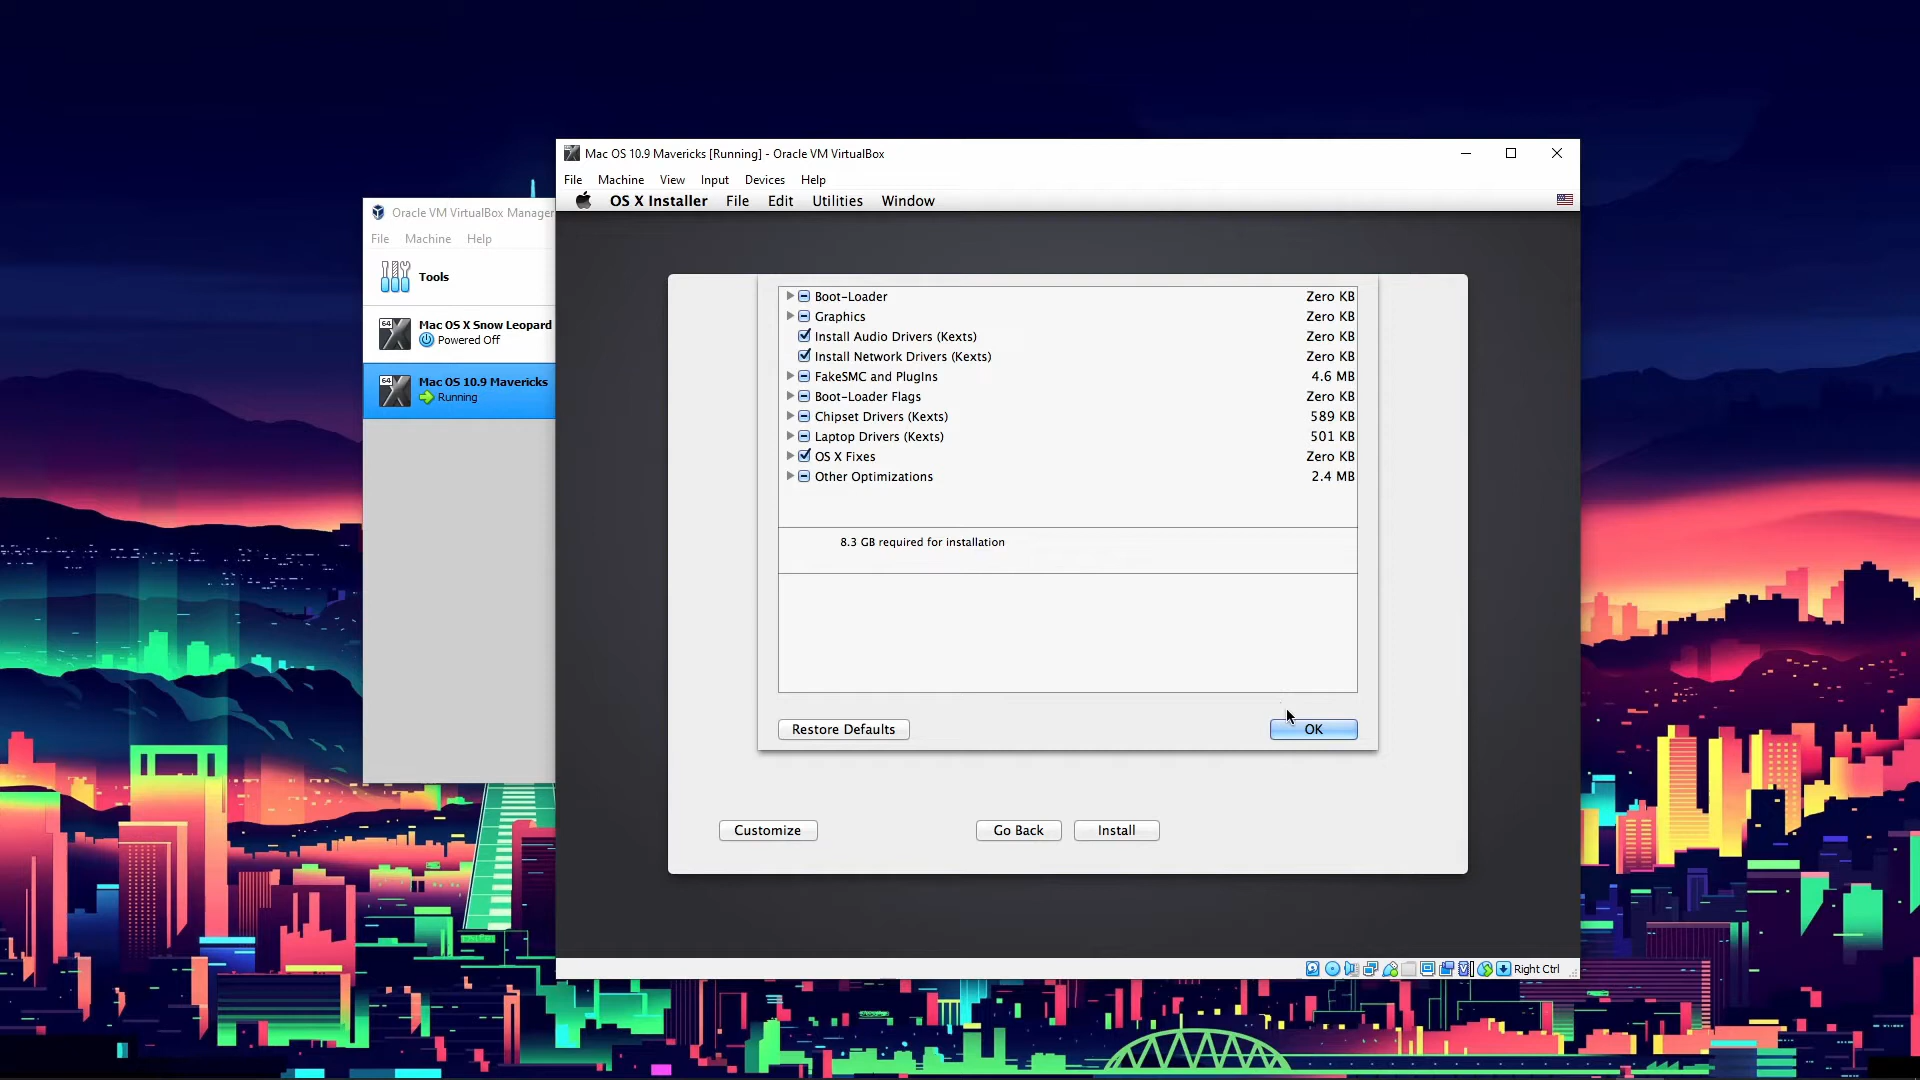 Mac OS 10.9 Mavericks [Running] - Oracle VM VirtualBox
File Machine View Input Devices Help
OS X Installer File Edit Utilities Window
Oracle VM VirtualBox Manager
File Machine Help
Tools
64
Mac OS X Snow Leopard
Powered Off
64
Mac OS 10.9 Mavericks
Running
Boot-Loader Zero KB
Graphics Zero KB
Install Audio Drivers (Kexts) Zero KB
Install Network Drivers (Kexts) Zero KB
FakeSMC and PlugIns 4.6 MB
Boot-Loader Flags Zero KB
Chipset Drivers (Kexts) 589 KB
Laptop Drivers (Kexts) 501 KB
OS X Fixes Zero KB
Other Optimizations 2.4 MB
8.3 GB required for installation
Restore Defaults OK
Customize Go Back Install
Right Ctrl